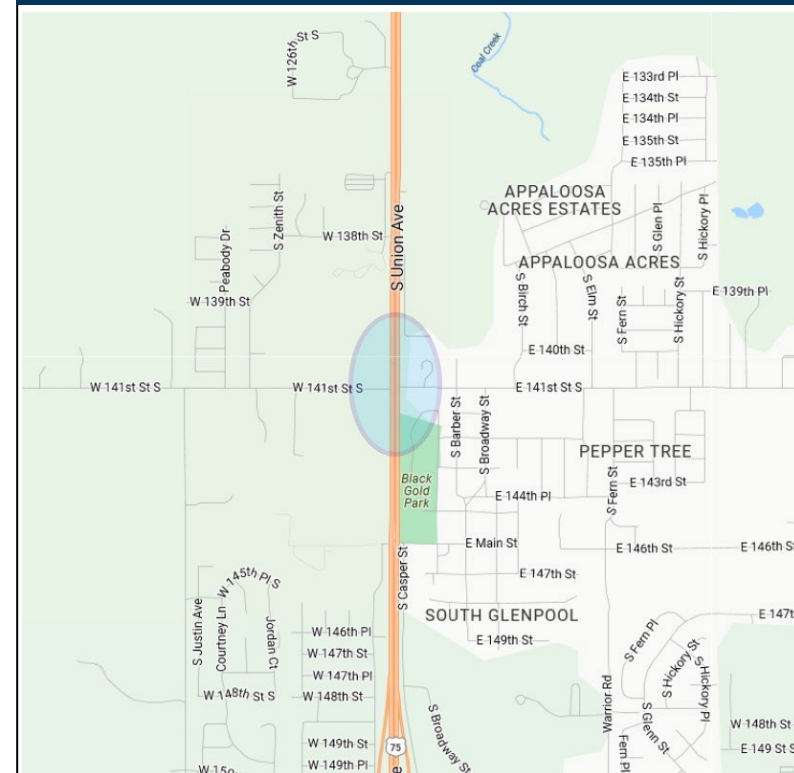 W 126th St S
Coal Creek
E 133rd Pl
E 134th St
E 134th Pl
E 135th St
E 135th Pl
APPALOOSA
ACRES ESTATES
S Zenith St
S Union Ave
S Glen Pl
S Hickory Pl
W 138th St
Peabody Dr
APPALOOSA ACRES
S Birch St
S Elm St
S Fern St
S Hickory St
E 139th Pl
W 139th St
E 140th St
W 141st St S
W 141st St S
E 141st St S
S Barber St
S Broadway St
PEPPER TREE
Black
Gold
Park
E 143rd St
S Fern St
E 144th Pl
E Main St
E 146th St
E 146th S
W 145th Pl S
S Casper St
E 147th St
S Justin Ave
Courtney Ln
Jordan Ct
SOUTH GLENPOOL
E 147t
W 146th Pl
E 149th St
S Fern Pl
W 147th St
S Hickory St
S Hickory Pl
W 147th Pl
W 148th St S
W 148th St
Warrior Rd
S Broadway St
S Glenn St
W 148th St
W 149th St
75
Fern Pl
E 149 St S
W 149th Pl
W 150
e